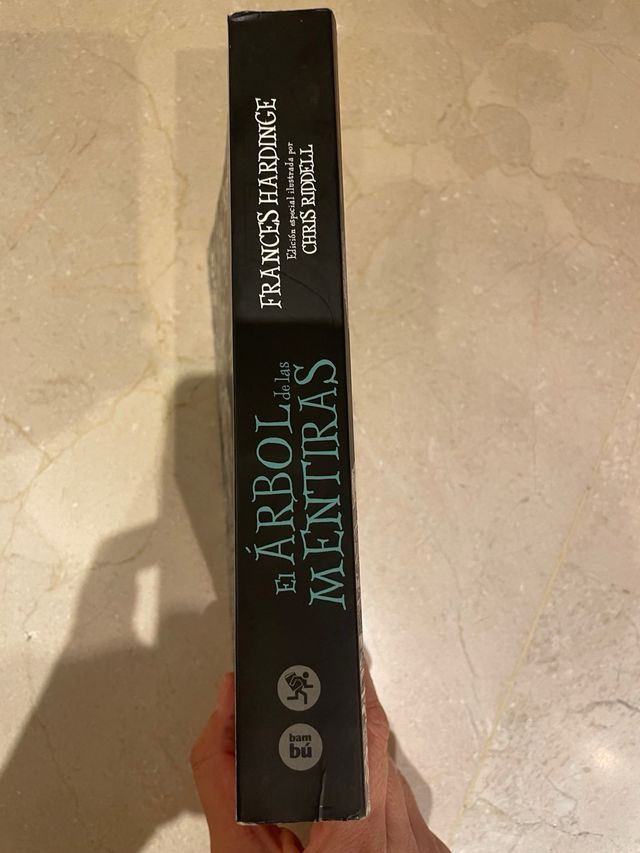 FRANCES HARDINGE
Edición especial ilustrada por
CHRIS RIDDELL
El ÁRBOL de las
MENTIRAS
bam
bú